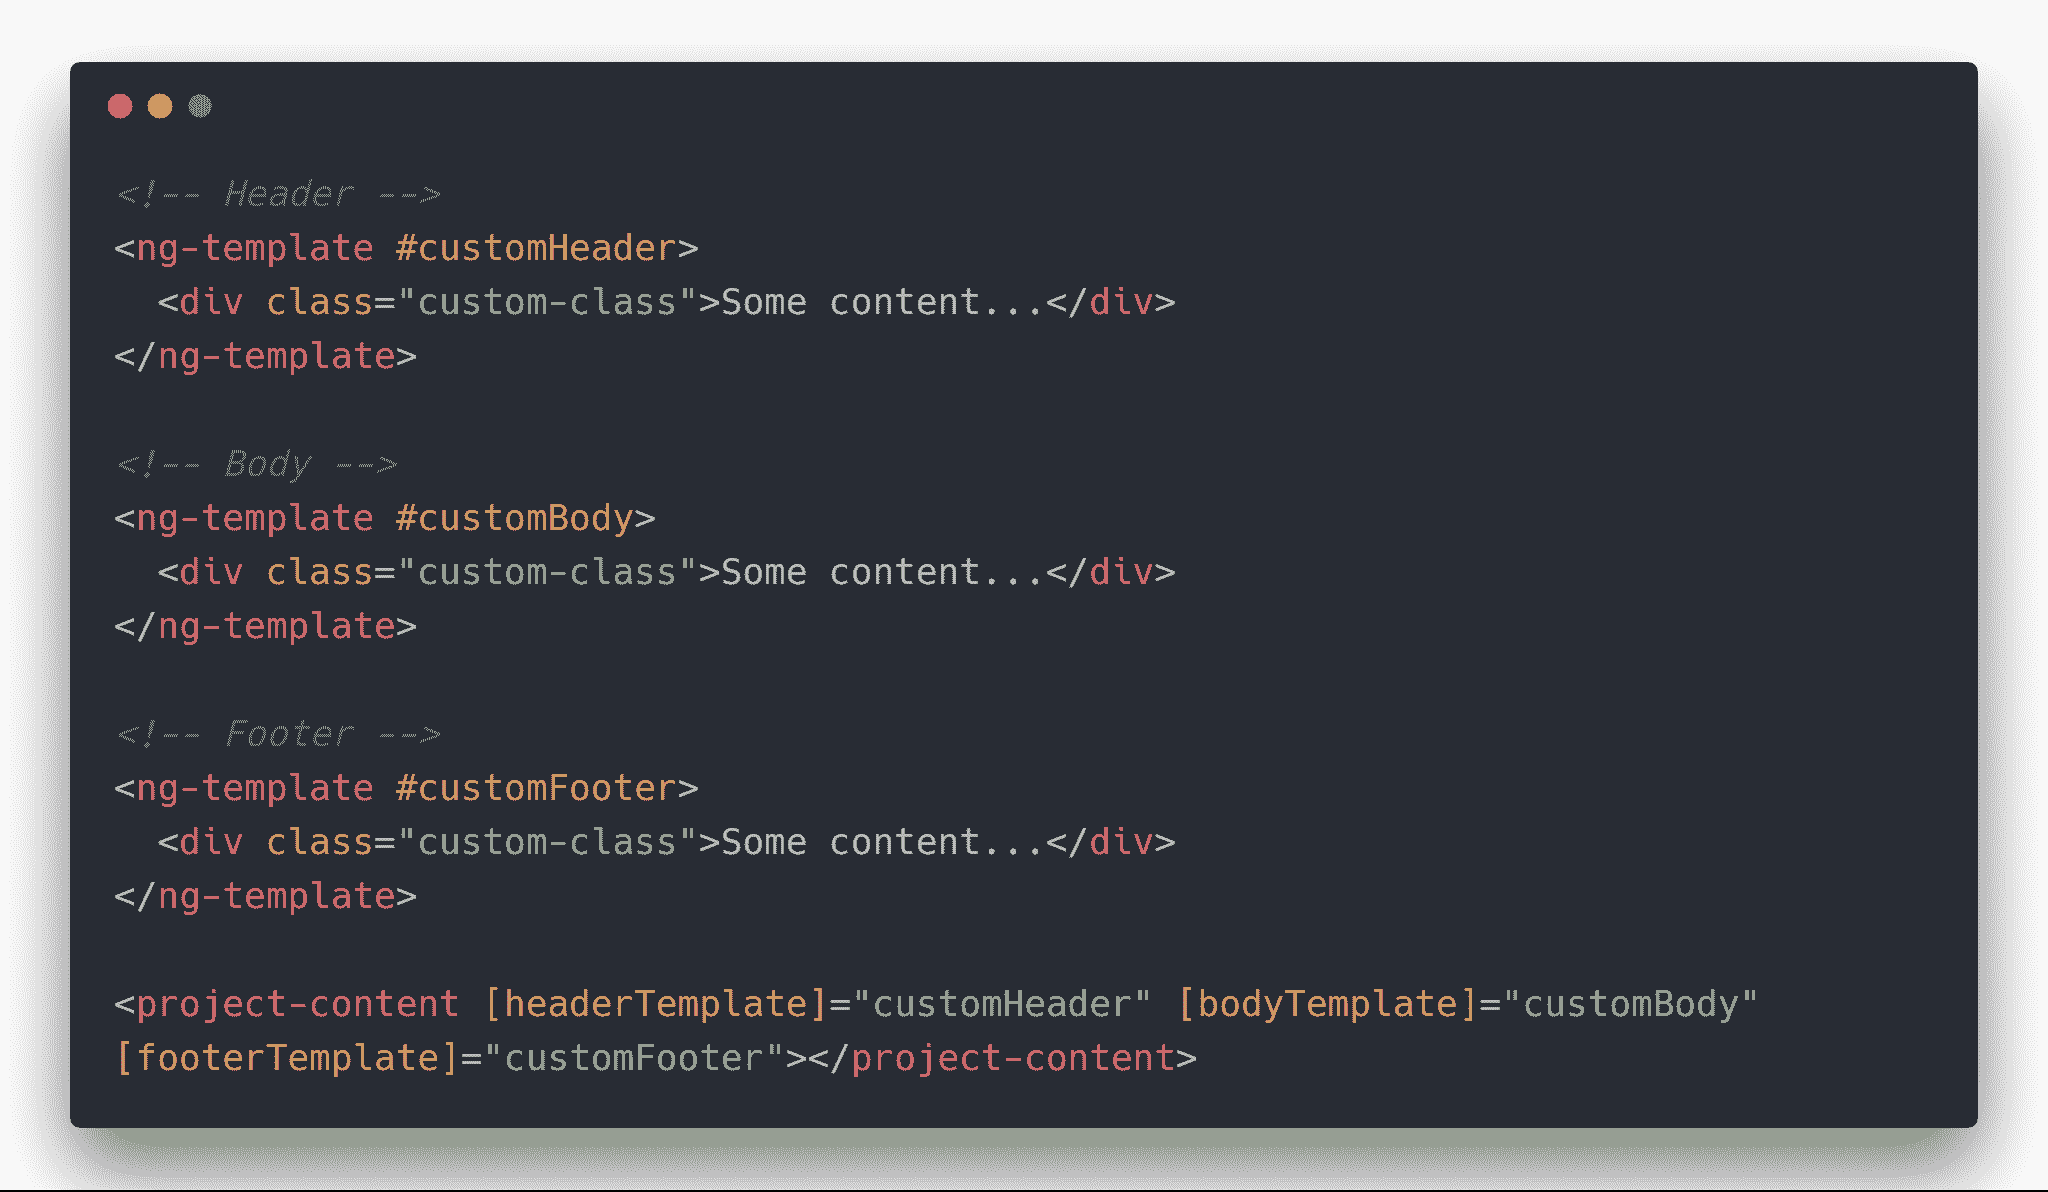 <!-- Header -->
<ng-template #customHeader>
  <div class="custom-class">Some content...</div>
</ng-template>
<!-- Body -->
<ng-template #customBody>
  <div class="custom-class">Some content...</div>
</ng-template>
<!-- Footer -->
<ng-template #customFooter>
  <div class="custom-class">Some content...</div>
</ng-template>
<project-content [headerTemplate]="customHeader" [bodyTemplate]="customBody"
[footerTemplate]="customFooter"></project-content>